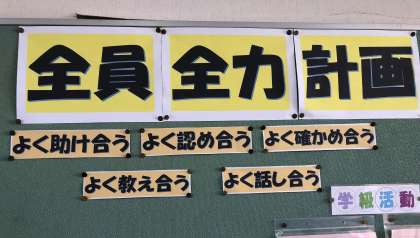 全員全力計画
よく助け合う よく認め合う よく確かめ合う
よく教え合う よく話し合う
学級活動